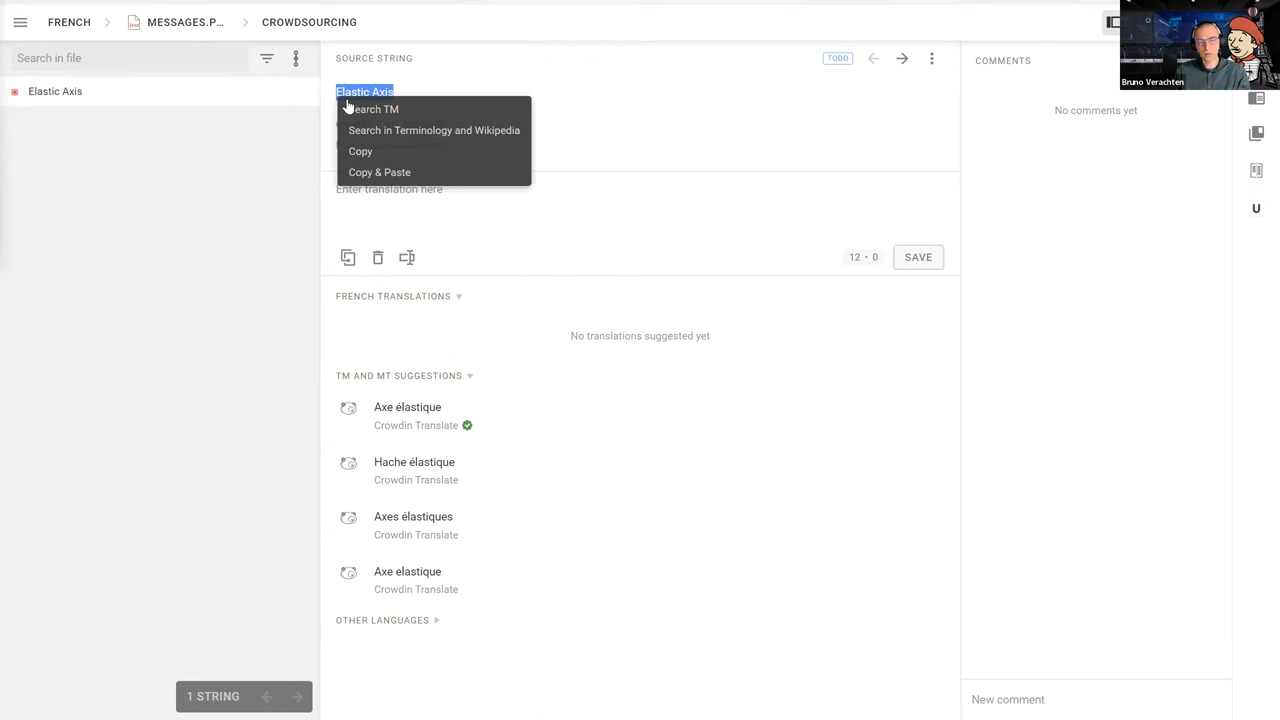 FRENCH
MESSAGES.P...
CROWDSOURCING
Bruno Verachten
Search in file
Elastic Axis
SOURCE STRING
TODO
Elastic Axis
Search TM
Search in Terminology and Wikipedia
Copy
Copy & Paste
Enter translation here
12 • 0
SAVE
FRENCH TRANSLATIONS
No translations suggested yet
TM AND MT SUGGESTIONS
Axe élastique
Crowdin Translate
Hache élastique
Crowdin Translate
Axes élastiques
Crowdin Translate
Axe elastique
Crowdin Translate
OTHER LANGUAGES
1 STRING
COMMENTS
No comments yet
U
New comment